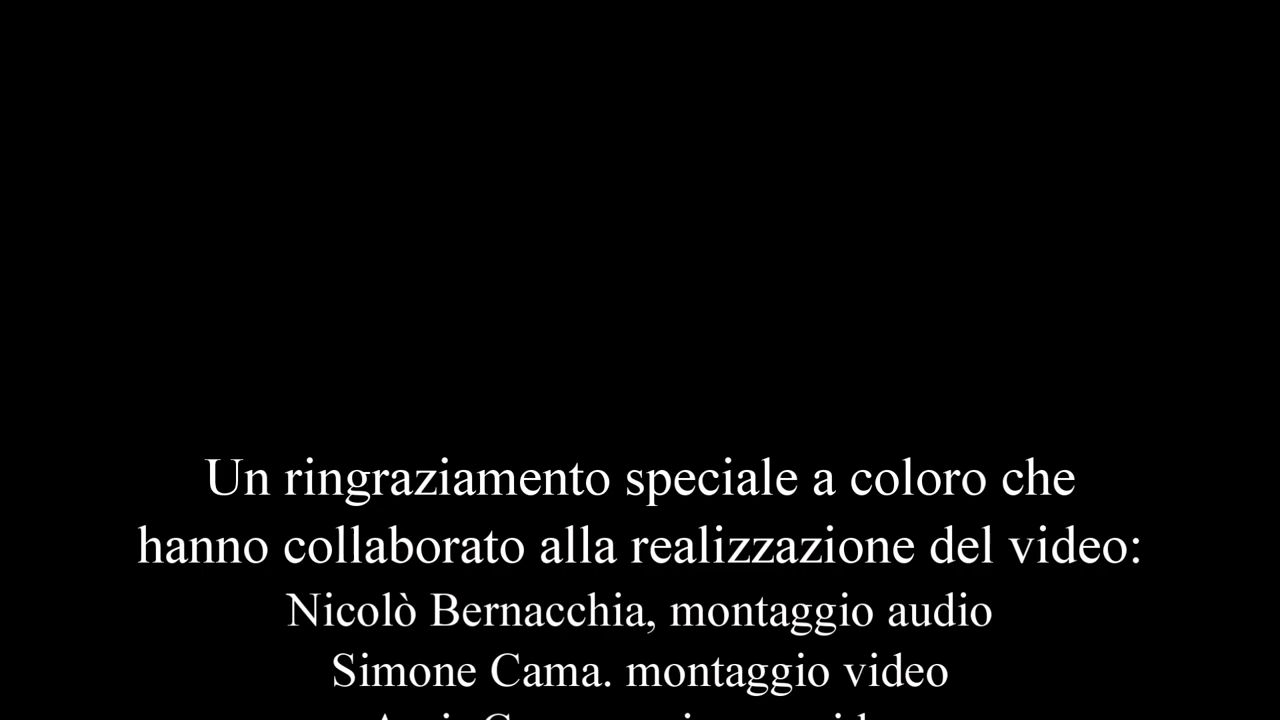 Un ringraziamento speciale a coloro che
hanno collaborato alla realizzazione del video:
Nicolò Bernacchia, montaggio audio
Simone Cama. montaggio video